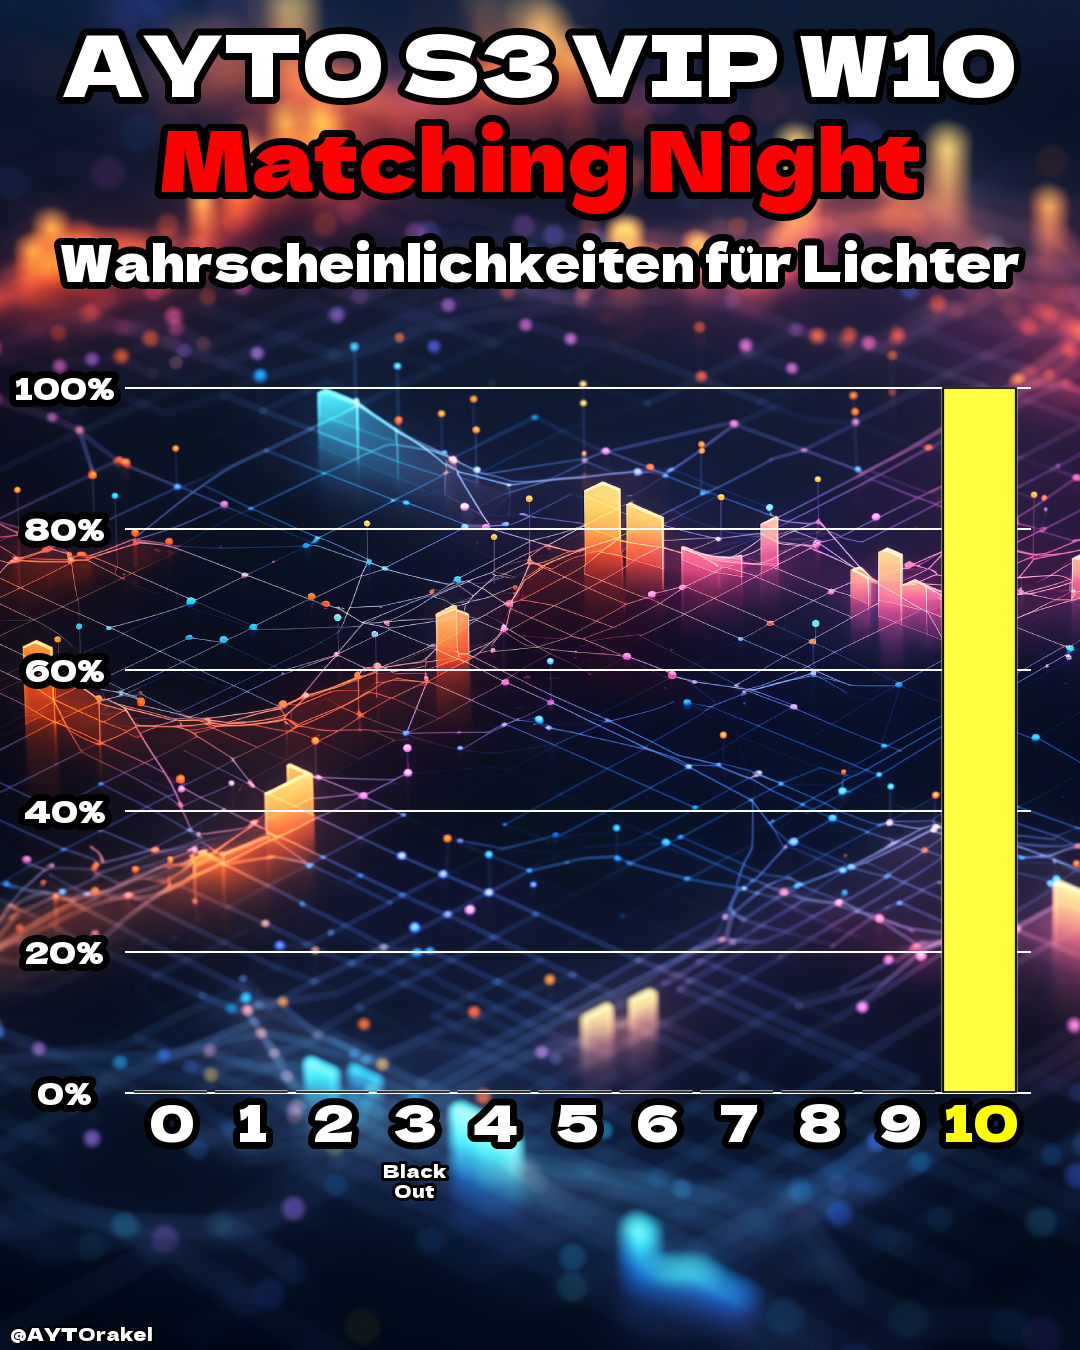 AYTO S3 VIP W10
Matching Night
Wahrscheinlichkeiten für Lichter
100%
80%
60%
40%
20%
0%
0 1 2 3 4 5 6 7 8 9 10
Black
Out
@AYTOrakel